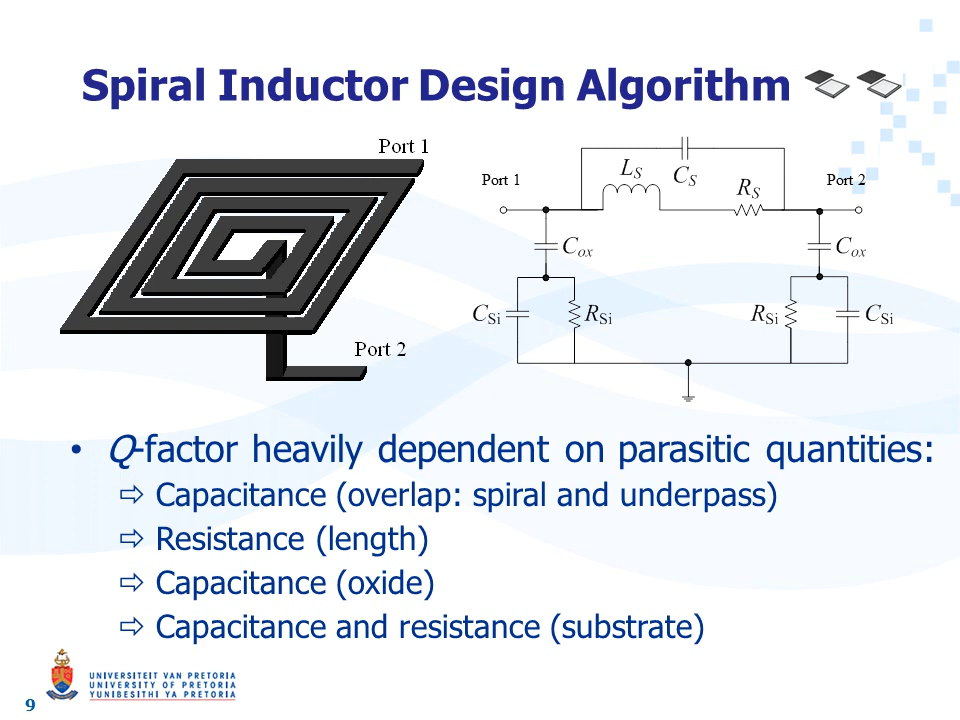 Spiral Inductor Design Algorithm
Port 1
Port 2
Port 1
Port 2
L_S
C_S
R_S
C_ox
C_ox
C_Si
R_Si
R_Si
C_Si
• Q-factor heavily dependent on parasitic quantities:
⇨ Capacitance (overlap: spiral and underpass)
⇨ Resistance (length)
⇨ Capacitance (oxide)
⇨ Capacitance and resistance (substrate)
UNIVERSITEIT VAN PRETORIA
UNIVERSITY OF PRETORIA
YUNIBESITHI YA PRETORIA
9